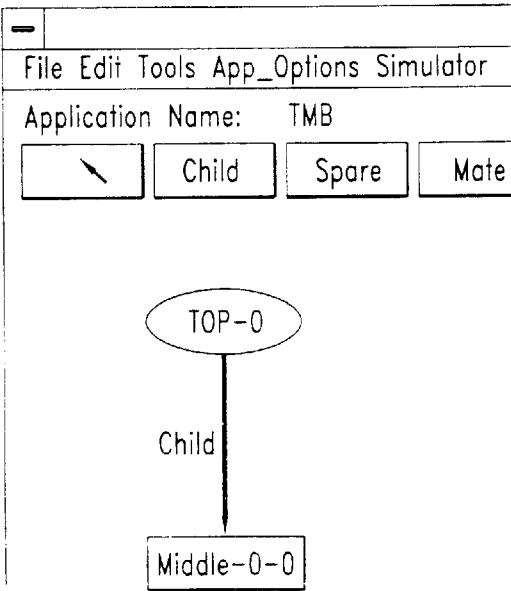 File Edit Tools App_Options Simulator
Application Name: TMB
Child Spare Mate
TOP-0
Child
Middle-0-0